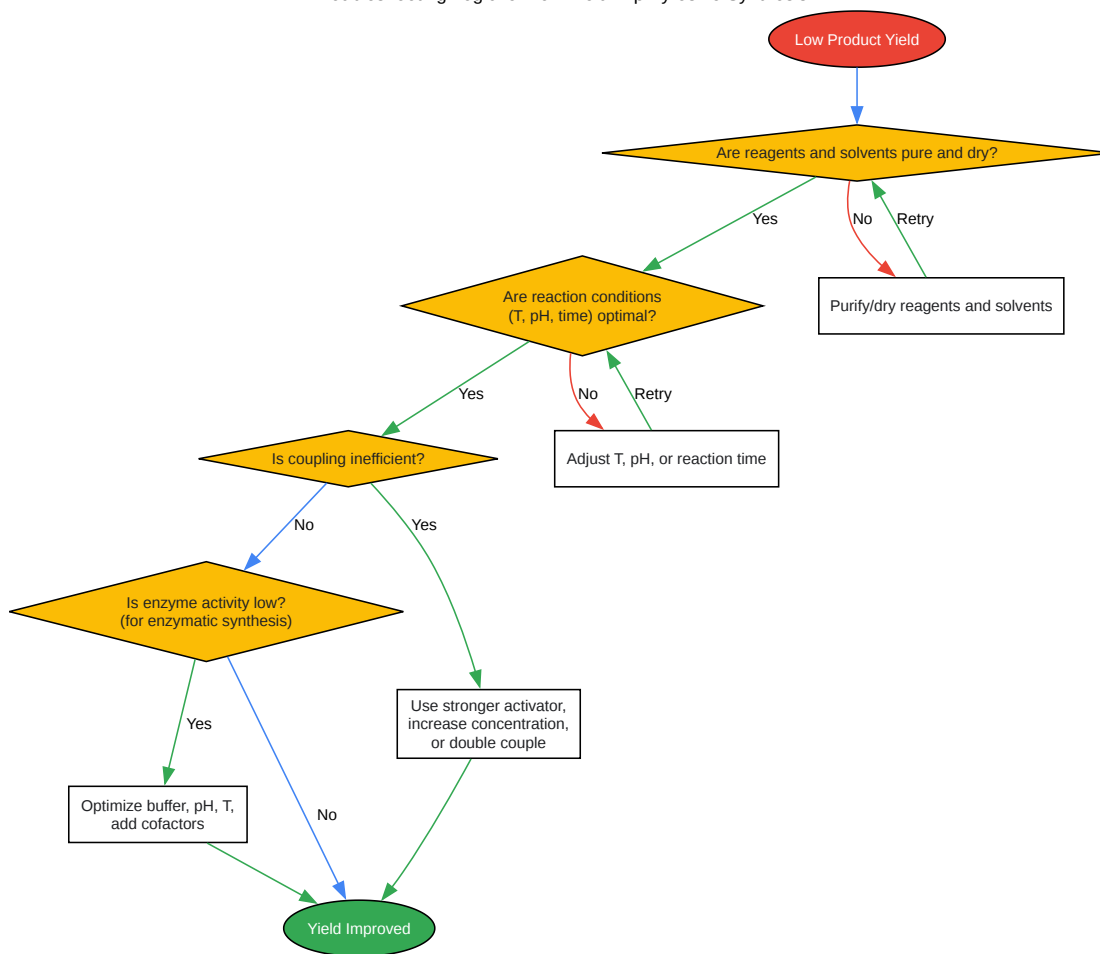 Low Product Yield
Are reagents and solvents pure and dry?
Yes
No
Retry
Are reaction conditions
(T, pH, time) optimal?
Purify/dry reagents and solvents
Yes
No
Retry
Is coupling inefficient?
Adjust T, pH, or reaction time
No
Yes
Is enzyme activity low?
(for enzymatic synthesis)
Use stronger activator,
increase concentration,
or double couple
Yes
Optimize buffer, pH, T,
add cofactors
No
Yield Improved